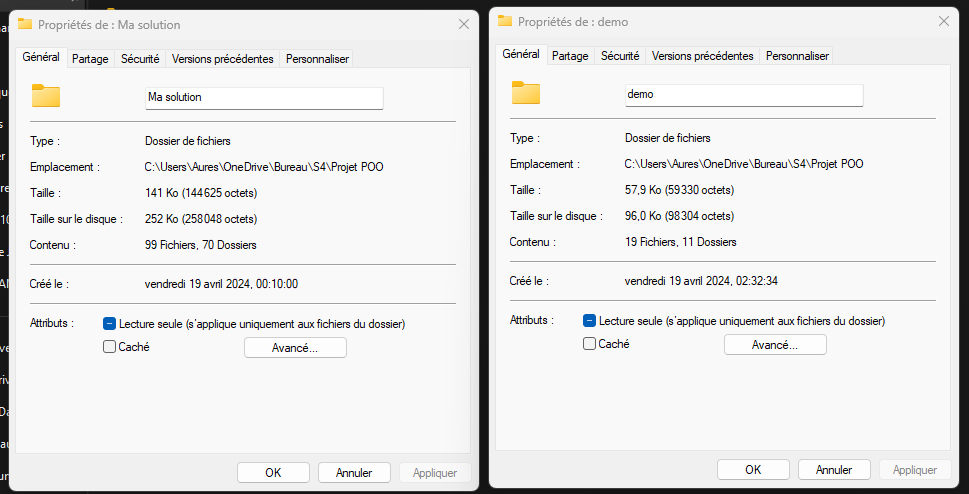 Propriétés de : Ma solution
Général Partage Sécurité Versions précédentes Personnaliser
Ma solution
Type : Dossier de fichiers
Emplacement : C:\Users\Aures\OneDrive\Bureau\S4\Projet POO
Taille : 141 Ko (144 625 octets)
Taille sur le disque : 252 Ko (258 048 octets)
Contenu : 99 Fichiers, 70 Dossiers
Créé le : vendredi 19 avril 2024, 00:10:00
Attributs : Lecture seule (s'applique uniquement aux fichiers du dossier)
Caché Avancé...
OK Annuler Appliquer
Propriétés de : demo
Général Partage Sécurité Versions précédentes Personnaliser
demo
Type : Dossier de fichiers
Emplacement : C:\Users\Aures\OneDrive\Bureau\S4\Projet POO
Taille : 57,9 Ko (59 330 octets)
Taille sur le disque : 96,0 Ko (98 304 octets)
Contenu : 19 Fichiers, 11 Dossiers
Créé le : vendredi 19 avril 2024, 02:32:34
Attributs : Lecture seule (s'applique uniquement aux fichiers du dossier)
Caché Avancé...
OK Annuler Appliquer